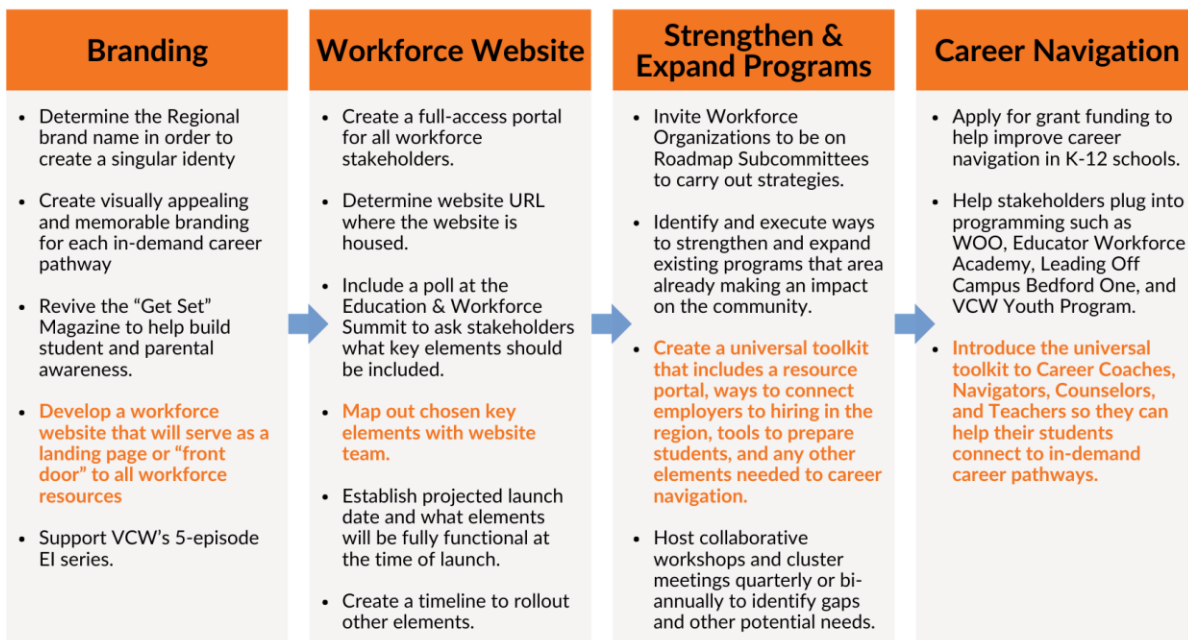 Branding
• Determine the Regional
brand name in order to
create a singular identy
• Create visually appealing
and memorable branding
for each in-demand career
pathway
• Revive the “Get Set”
Magazine to help build
student and parental
awareness.
• Develop a workforce
website that will serve as a
landing page or “front
door” to all workforce
resources
• Support VCW’s 5-episode
EI series.
Workforce Website
• Create a full-access portal
for all workforce
stakeholders.
• Determine website URL
where the website is
housed.
• Include a poll at the
Education & Workforce
Summit to ask stakeholders
what key elements should
be included.
• Map out chosen key
elements with website
team.
• Establish projected launch
date and what elements
will be fully functional at
the time of launch.
• Create a timeline to rollout
other elements.
Strengthen &
Expand Programs
• Invite Workforce
Organizations to be on
Roadmap Subcommittees
to carry out strategies.
• Identify and execute ways
to strengthen and expand
existing programs that area
already making an impact
on the community.
• Create a universal toolkit
that includes a resource
portal, ways to connect
employers to hiring in the
region, tools to prepare
students, and any other
elements needed to career
navigation.
• Host collaborative
workshops and cluster
meetings quarterly or bi-
annually to identify gaps
and other potential needs.
Career Navigation
• Apply for grant funding to
help improve career
navigation in K-12 schools.
• Help stakeholders plug into
programming such as
WOO, Educator Workforce
Academy, Leading Off
Campus Bedford One, and
VCW Youth Program.
• Introduce the universal
toolkit to Career Coaches,
Navigators, Counselors,
and Teachers so they can
help their students
connect to in-demand
career pathways.